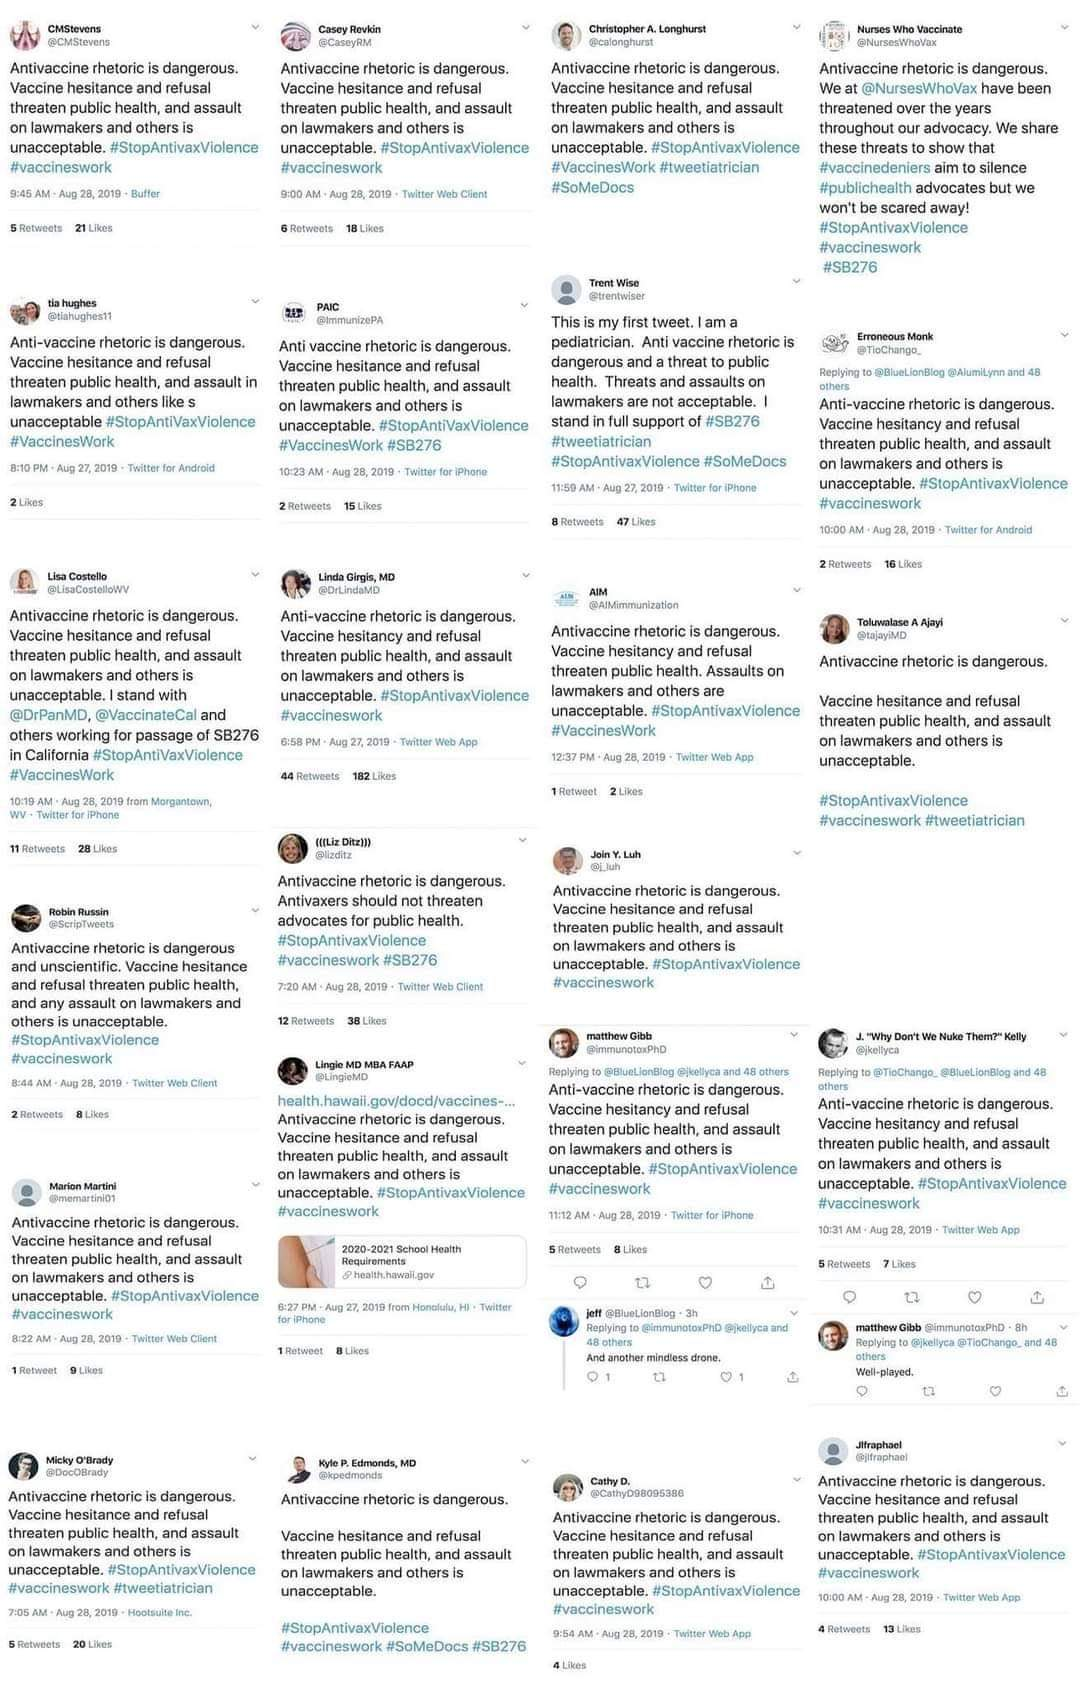 CMStevens
@CMStevens
Antivaccine rhetoric is dangerous.
Vaccine hesitance and refusal
threaten public health, and assault
on lawmakers and others is
unacceptable. #StopAntivaxViolence
#vaccineswork
9:45 AM · Aug 28, 2019 · Buffer
5 Retweets 21 Likes
tia hughes
@tiahughes11
Anti-vaccine rhetoric is dangerous.
Vaccine hesitance and refusal
threaten public health, and assault in
lawmakers and others like s
unacceptable #StopAntiVaxViolence
#VaccinesWork
8:10 PM · Aug 27, 2019 · Twitter for Android
2 Likes
Lisa Costello
@LisaCostelloWV
Antivaccine rhetoric is dangerous.
Vaccine hesitance and refusal
threaten public health, and assault
on lawmakers and others is
unacceptable. I stand with
@DrPanMD, @VaccinateCal and
others working for passage of SB276
in California #StopAntiVaxViolence
#VaccinesWork
10:19 AM · Aug 28, 2019 from Morgantown,
WV · Twitter for iPhone
11 Retweets 28 Likes
Robin Russin
@ScripTweets
Antivaccine rhetoric is dangerous
and unscientific. Vaccine hesitance
and refusal threaten public health,
and any assault on lawmakers and
others is unacceptable.
#StopAntivaxViolence
#vaccineswork
8:44 AM · Aug 28, 2019 · Twitter Web Client
2 Retweets 8 Likes
Marion Martini
@memartini01
Antivaccine rhetoric is dangerous.
Vaccine hesitance and refusal
threaten public health, and assault
on lawmakers and others is
unacceptable. #StopAntivaxViolence
#vaccineswork
8:22 AM · Aug 28, 2019 · Twitter Web Client
1 Retweet 9 Likes
Micky O'Brady
@DocOBrady
Antivaccine rhetoric is dangerous.
Vaccine hesitance and refusal
threaten public health, and assault
on lawmakers and others is
unacceptable. #StopAntivaxViolence
#vaccineswork #tweetiatrician
7:05 AM · Aug 28, 2019 · Hootsuite Inc.
5 Retweets 20 Likes
Casey Revkin
@CaseyRM
Antivaccine rhetoric is dangerous.
Vaccine hesitance and refusal
threaten public health, and assault
on lawmakers and others is
unacceptable. #StopAntivaxViolence
#vaccineswork
9:00 AM · Aug 28, 2019 · Twitter Web Client
6 Retweets 18 Likes
PAIC
@ImmunizePA
Anti vaccine rhetoric is dangerous.
Vaccine hesitance and refusal
threaten public health, and assault
on lawmakers and others is
unacceptable. #StopAntiVaxViolence
#VaccinesWork #SB276
10:23 AM · Aug 28, 2019 · Twitter for iPhone
2 Retweets 15 Likes
Linda Girgis, MD
@DrLindaMD
Anti-vaccine rhetoric is dangerous.
Vaccine hesitancy and refusal
threaten public health, and assault
on lawmakers and others is
unacceptable. #StopAntivaxViolence
#vaccineswork
6:58 PM · Aug 27, 2019 · Twitter Web App
44 Retweets 182 Likes
(((Liz Ditz)))
@lizditz
Antivaccine rhetoric is dangerous.
Antivaxers should not threaten
advocates for public health.
#StopAntivaxViolence
#vaccineswork #SB276
7:20 AM · Aug 28, 2019 · Twitter Web Client
12 Retweets 38 Likes
Lingie MD MBA FAAP
@LingieMD
health.hawaii.gov/docd/vaccines-...
Antivaccine rhetoric is dangerous.
Vaccine hesitance and refusal
threaten public health, and assault
on lawmakers and others is
unacceptable. #StopAntivaxViolence
#vaccineswork
2020-2021 School Health
Requirements
health.hawaii.gov
6:27 PM · Aug 27, 2019 from Honolulu, HI · Twitter
for iPhone
1 Retweet 8 Likes
Kyle P. Edmonds, MD
@kpedmonds
Antivaccine rhetoric is dangerous.
Vaccine hesitance and refusal
threaten public health, and assault
on lawmakers and others is
unacceptable.
#StopAntivaxViolence
#vaccineswork #SoMeDocs #SB276
Christopher A. Longhurst
@calonghurst
Antivaccine rhetoric is dangerous.
Vaccine hesitance and refusal
threaten public health, and assault
on lawmakers and others is
unacceptable. #StopAntivaxViolence
#VaccinesWork #tweetiatrician
#SoMeDocs
Trent Wise
@trentwiser
This is my first tweet. I am a
pediatrician. Anti vaccine rhetoric is
dangerous and a threat to public
health. Threats and assaults on
lawmakers are not acceptable. I
stand in full support of #SB276
#tweetiatrician
#StopAntivaxViolence #SoMeDocs
11:59 AM · Aug 27, 2019 · Twitter for iPhone
8 Retweets 47 Likes
AIM
@AIMimmunization
Antivaccine rhetoric is dangerous.
Vaccine hesitancy and refusal
threaten public health. Assaults on
lawmakers and others are
unacceptable. #StopAntivaxViolence
#VaccinesWork
12:37 PM · Aug 28, 2019 · Twitter Web App
1 Retweet 2 Likes
Join Y. Luh
@j_luh
Antivaccine rhetoric is dangerous.
Vaccine hesitance and refusal
threaten public health, and assault
on lawmakers and others is
unacceptable. #StopAntivaxViolence
#vaccineswork
matthew Gibb
@immunotoxPhD
Replying to @BlueLionBlog @jkellyca and 48 others
Anti-vaccine rhetoric is dangerous.
Vaccine hesitancy and refusal
threaten public health, and assault
on lawmakers and others is
unacceptable. #StopAntivaxViolence
#vaccineswork
11:12 AM · Aug 28, 2019 · Twitter for iPhone
5 Retweets 8 Likes
jeff @BlueLionBlog · 3h
Replying to @immunotoxPhD @jkellyca and
48 others
And another mindless drone.
1 1
Cathy D.
@CathyD98095386
Antivaccine rhetoric is dangerous.
Vaccine hesitance and refusal
threaten public health, and assault
on lawmakers and others is
unacceptable. #StopAntivaxViolence
#vaccineswork
9:54 AM · Aug 28, 2019 · Twitter Web App
4 Likes
Nurses Who Vaccinate
@NursesWhoVax
Antivaccine rhetoric is dangerous.
We at @NursesWhoVax have been
threatened over the years
throughout our advocacy. We share
these threats to show that
#vaccinedeniers aim to silence
#publichealth advocates but we
won't be scared away!
#StopAntivaxViolence
#vaccineswork
#SB276
Erroneous Monk
@TioChango_
Replying to @BlueLionBlog @AlumiLynn and 48
others
Anti-vaccine rhetoric is dangerous.
Vaccine hesitancy and refusal
threaten public health, and assault
on lawmakers and others is
unacceptable. #StopAntivaxViolence
#vaccineswork
10:00 AM · Aug 28, 2019 · Twitter for Android
2 Retweets 16 Likes
Toluwalase A Ajayi
@tajayiMD
Antivaccine rhetoric is dangerous.
Vaccine hesitance and refusal
threaten public health, and assault
on lawmakers and others is
unacceptable.
#StopAntivaxViolence
#vaccineswork #tweetiatrician
J. "Why Don't We Nuke Them?" Kelly
@jkellyca
Replying to @TioChango_ @BlueLionBlog and 48
others
Anti-vaccine rhetoric is dangerous.
Vaccine hesitancy and refusal
threaten public health, and assault
on lawmakers and others is
unacceptable. #StopAntivaxViolence
#vaccineswork
10:31 AM · Aug 28, 2019 · Twitter Web App
5 Retweets 7 Likes
matthew Gibb @immunotoxPhD · 8h
Replying to @jkellyca @TioChango_ and 48
others
Well-played.
Jlfraphael
@jlfraphael
Antivaccine rhetoric is dangerous.
Vaccine hesitance and refusal
threaten public health, and assault
on lawmakers and others is
unacceptable. #StopAntivaxViolence
#vaccineswork
10:00 AM · Aug 28, 2019 · Twitter Web App
4 Retweets 13 Likes